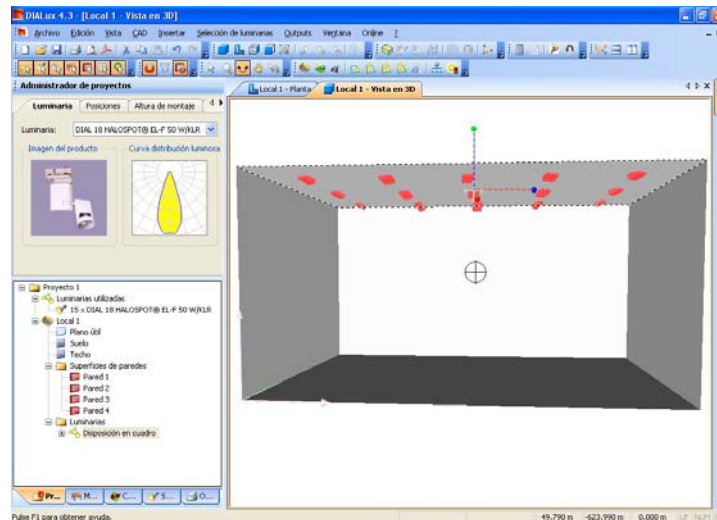 DIALux 4.3 - [Local 1 - Vista en 3D]
Archivo Edición Vista CAD Insertar Selección de luminarias Outputs Ventana Online ?
Administrador de proyectos
Luminaria Posiciones Altura de montaje
Luminaria: DIAL 18 HALOSPOT® EL-F 50 W/KLR
Imagen del producto Curva distribución luminosa
Proyecto 1
Luminarias utilizadas
15 x DIAL 18 HALOSPOT® EL-F 50 W/KLR
Local 1
Plano útil
Suelo
Techo
Superficies de paredes
Pared 1
Pared 2
Pared 3
Pared 4
Luminarias
Disposición en cuadro
Pr... M... C... S... O...
Local 1 - Planta Local 1 - Vista en 3D
Pulse F1 para obtener ayuda. 49.790 m -623.990 m 0.000 m NUM